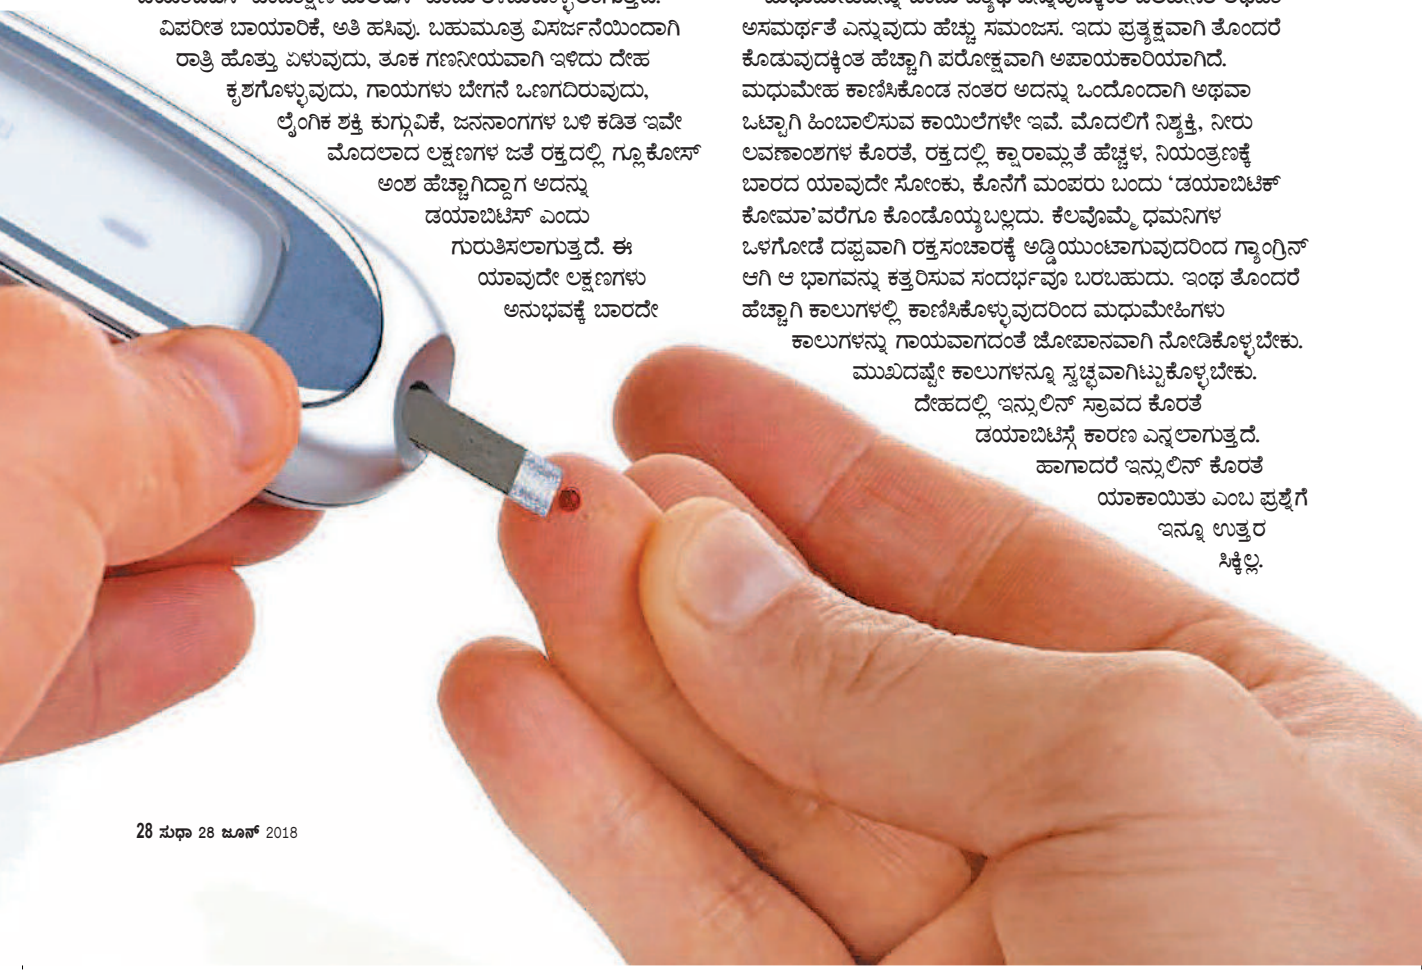 ವಿಪರೀತ ಬಾಯಾರಿಕೆ, ಅತಿ ಹಸಿವು. ಬಹುಮೂತ್ರ ವಿಸರ್ಜನೆಯಿಂದಾಗಿ
ರಾತ್ರಿ ಹೊತ್ತು ಏಳುವುದು, ತೂಕ ಗಣನೀಯವಾಗಿ ಇಳಿದು ದೇಹ
ಕೃಶಗೊಳ್ಳುವುದು, ಗಾಯಗಳು ಬೇಗನೆ ಒಣಗದಿರುವುದು,
ಲೈಂಗಿಕ ಶಕ್ತಿ ಕುಗ್ಗುವಿಕೆ, ಜನನಾಂಗಗಳ ಬಳಿ ಕಡಿತ ಇವೇ
ಮೊದಲಾದ ಲಕ್ಷಣಗಳ ಜತೆ ರಕ್ತದಲ್ಲಿ ಗ್ಲೂಕೋಸ್
ಅಂಶ ಹೆಚ್ಚಾಗಿದ್ದಾಗ ಅದನ್ನು
ಡಯಾಬಿಟಿಸ್ ಎಂದು
ಗುರುತಿಸಲಾಗುತ್ತದೆ. ಈ
ಯಾವುದೇ ಲಕ್ಷಣಗಳು
ಅನುಭವಕ್ಕೆ ಬಾರದೇ
ಅಸಮರ್ಥತೆ ಎನ್ನುವುದು ಹೆಚ್ಚು ಸಮಂಜಸ. ಇದು ಪ್ರತ್ಯಕ್ಷವಾಗಿ ತೊಂದರೆ
ಕೊಡುವುದಕ್ಕಿಂತ ಹೆಚ್ಚಾಗಿ ಪರೋಕ್ಷವಾಗಿ ಅಪಾಯಕಾರಿಯಾಗಿದೆ.
ಮಧುಮೇಹ ಕಾಣಿಸಿಕೊಂಡ ನಂತರ ಅದನ್ನು ಒಂದೊಂದಾಗಿ ಅಥವಾ
ಒಟ್ಟಾಗಿ ಹಿಂಬಾಲಿಸುವ ಕಾಯಿಲೆಗಳೇ ಇವೆ. ಮೊದಲಿಗೆ ನಿಶ್ಯಕ್ತಿ, ನೀರು
ಲವಣಾಂಶಗಳ ಕೊರತೆ, ರಕ್ತದಲ್ಲಿ ಕ್ಷಾರಾಮ್ಲತೆ ಹೆಚ್ಚಳ, ನಿಯಂತ್ರಣಕ್ಕೆ
ಬಾರದ ಯಾವುದೇ ಸೋಂಕು, ಕೊನೆಗೆ ಮಂಪರು ಬಂದು ‘ಡಯಾಬಿಟಿಕ್
ಕೋಮಾ’ವರೆಗೂ ಕೊಂಡೊಯ್ಯಬಲ್ಲದು. ಕೆಲವೊಮ್ಮೆ ಧಮನಿಗಳ
ಒಳಗೋಡೆ ದಪ್ಪವಾಗಿ ರಕ್ತಸಂಚಾರಕ್ಕೆ ಅಡ್ಡಿಯುಂಟಾಗುವುದರಿಂದ ಗ್ಯಾಂಗ್ರಿನ್
ಆಗಿ ಆ ಭಾಗವನ್ನು ಕತ್ತರಿಸುವ ಸಂದರ್ಭವೂ ಬರಬಹುದು. ಇಂಥ ತೊಂದರೆ
ಹೆಚ್ಚಾಗಿ ಕಾಲುಗಳಲ್ಲಿ ಕಾಣಿಸಿಕೊಳ್ಳುವುದರಿಂದ ಮಧುಮೇಹಿಗಳು
ಕಾಲುಗಳನ್ನು ಗಾಯವಾಗದಂತೆ ಜೋಪಾನವಾಗಿ ನೋಡಿಕೊಳ್ಳಬೇಕು.
ಮುಖದಷ್ಟೇ ಕಾಲುಗಳನ್ನೂ ಸ್ವಚ್ಛವಾಗಿಟ್ಟುಕೊಳ್ಳಬೇಕು.
ದೇಹದಲ್ಲಿ ಇನ್ಸುಲಿನ್ ಸ್ರಾವದ ಕೊರತೆ
ಡಯಾಬಿಟಿಸ್ಗೆ ಕಾರಣ ಎನ್ನಲಾಗುತ್ತದೆ.
ಹಾಗಾದರೆ ಇನ್ಸುಲಿನ್ ಕೊರತೆ
ಯಾಕಾಯಿತು ಎಂಬ ಪ್ರಶ್ನೆಗೆ
ಇನ್ನೂ ಉತ್ತರ
ಸಿಕ್ಕಿಲ್ಲ.
28 ಸುಧಾ 28 ಜೂನ್ 2018